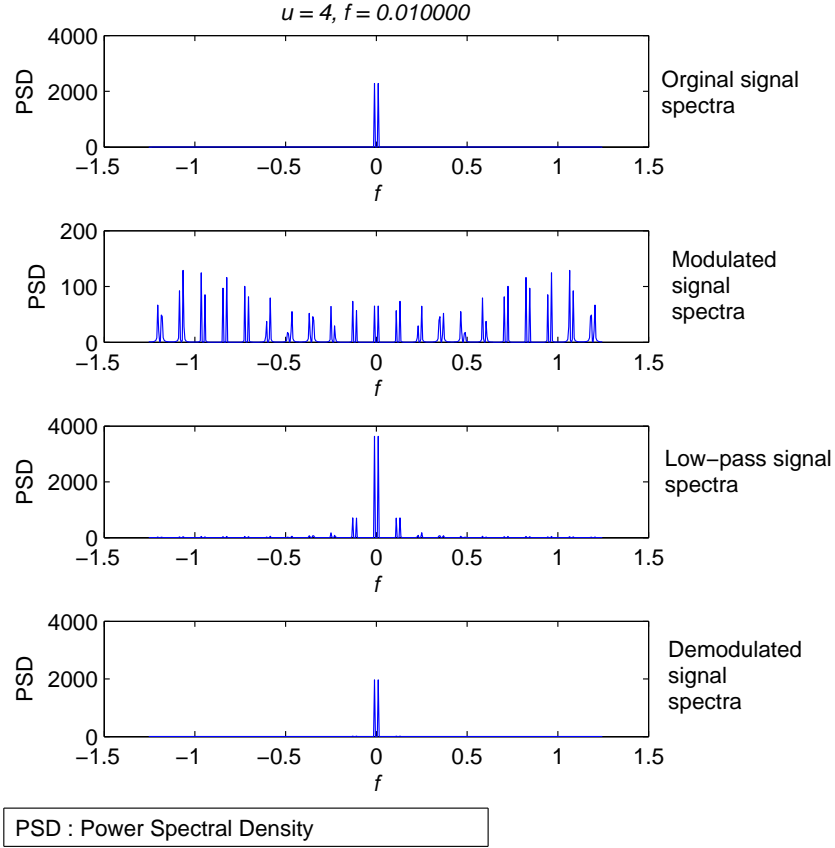 u = 4, f = 0.010000
4000
2000
0
PSD
−1.5
−1
−0.5
0
0.5
1
1.5
f
Orginal signal
spectra
200
100
0
PSD
−1.5
−1
−0.5
0
0.5
1
1.5
f
Modulated
signal
spectra
4000
2000
0
PSD
−1.5
−1
−0.5
0
0.5
1
1.5
f
Low−pass signal
spectra
4000
2000
0
PSD
−1.5
−1
−0.5
0
0.5
1
1.5
f
Demodulated
signal
spectra
PSD : Power Spectral Density